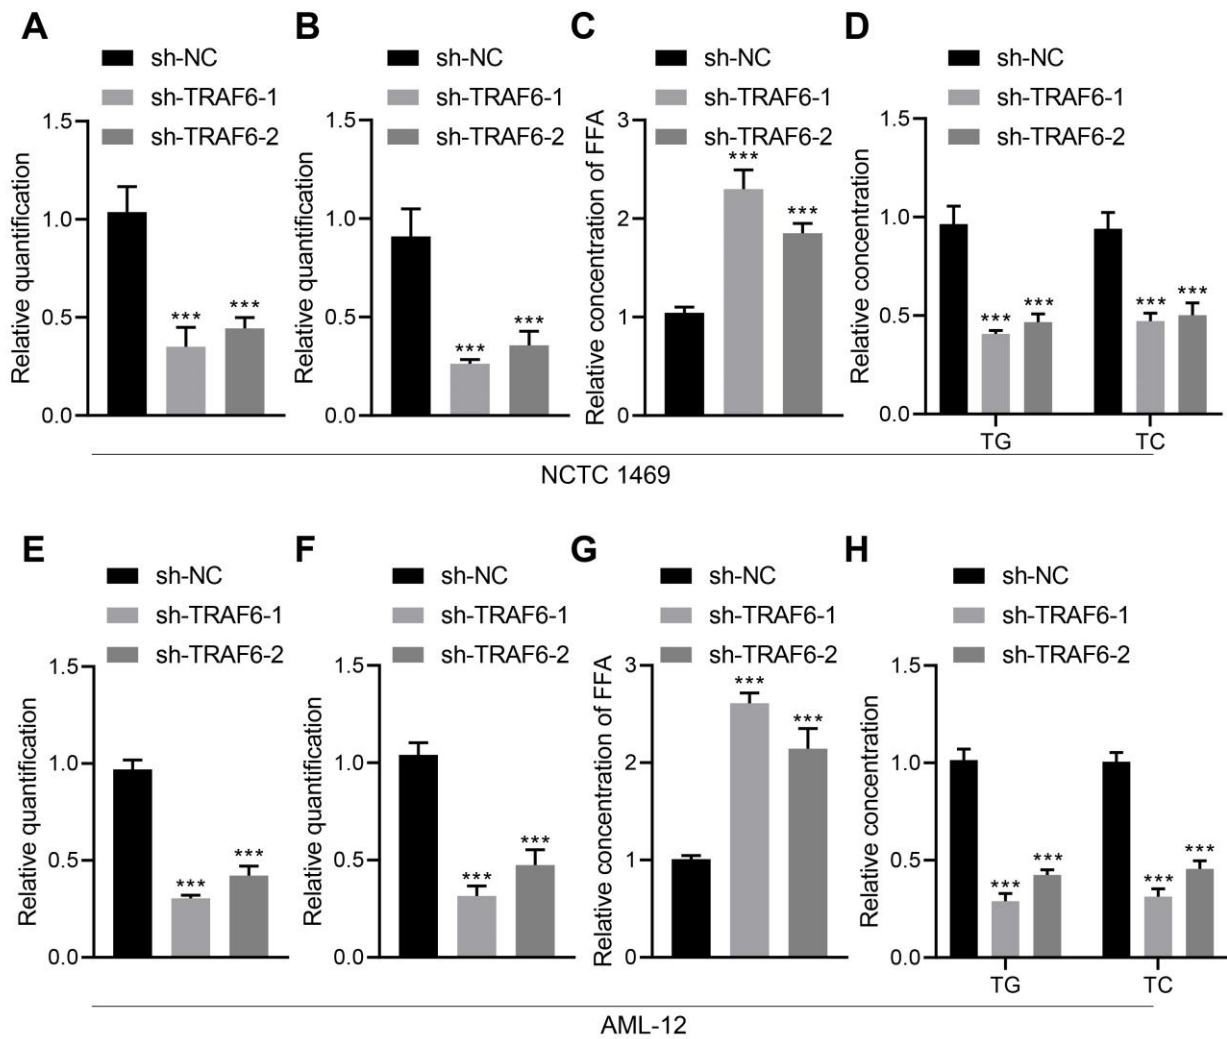 A
sh-NC
sh-TRAF6-1
sh-TRAF6-2
Relative quantification
1.5
1.0
0.5
0.0
***
***
B
sh-NC
sh-TRAF6-1
sh-TRAF6-2
Relative quantification
1.5
1.0
0.5
0.0
***
***
C
sh-NC
sh-TRAF6-1
sh-TRAF6-2
Relative concentration of FFA
3
2
1
0
***
***
D
sh-NC
sh-TRAF6-1
sh-TRAF6-2
Relative concentration
1.5
1.0
0.5
0.0
***
***
***
***
TG
TC
NCTC 1469
E
sh-NC
sh-TRAF6-1
sh-TRAF6-2
Relative quantification
1.5
1.0
0.5
0.0
***
***
F
sh-NC
sh-TRAF6-1
sh-TRAF6-2
Relative quantification
1.5
1.0
0.5
0.0
***
***
G
sh-NC
sh-TRAF6-1
sh-TRAF6-2
Relative concentration of FFA
3
2
1
0
***
***
H
sh-NC
sh-TRAF6-1
sh-TRAF6-2
Relative concentration
1.5
1.0
0.5
0.0
***
***
***
***
TG
TC
AML-12